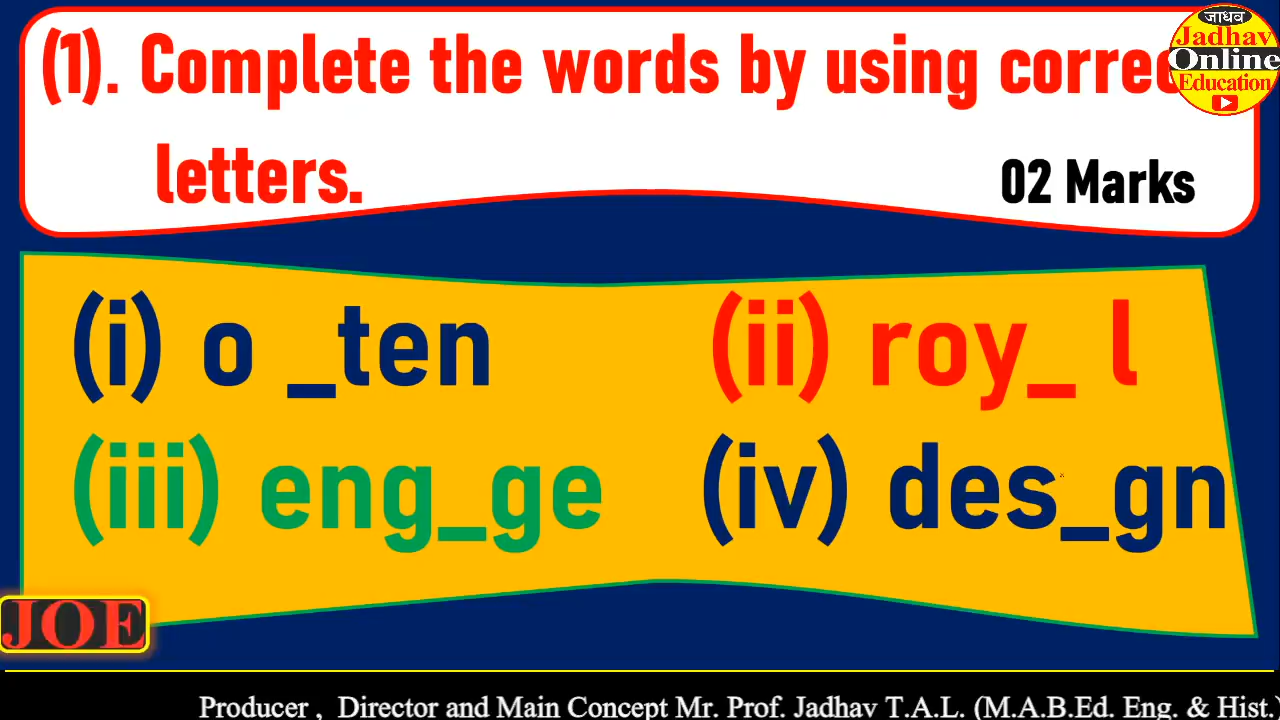 (1). Complete the words by using correc
letters.
02 Marks
जाधव
Jadhav
Online
Education
(i) o _ten
(ii) roy_ l
(iii) eng_ge
(iv) des_gn
JOE
Producer , Director and Main Concept Mr. Prof. Jadhav T.A.L. (M.A.B.Ed. Eng. & Hist.)